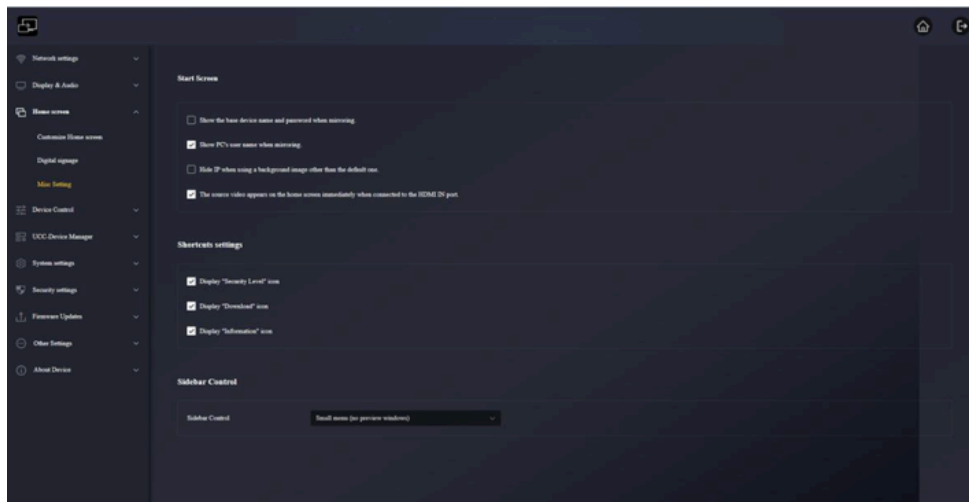 Network settings
Display & Audio
Home screen
Customize Home screen
Digital signage
Misc Setting
Device Control
UCC-Device Manager
System settings
Security settings
Firmware Updates
Other Settings
About Device
Start Screen
Show the base device name and password when mirroring.
Show PC's user name when mirroring.
Hide IP when using a background image other than the default one.
The source video appears on the home screen immediately when connected to the HDMI IN port.
Shortcuts settings
Display "Security Level" icon
Display "Download" icon
Display "Information" icon
Sidebar Control
Sidebar Control
Small menu (no preview windows)